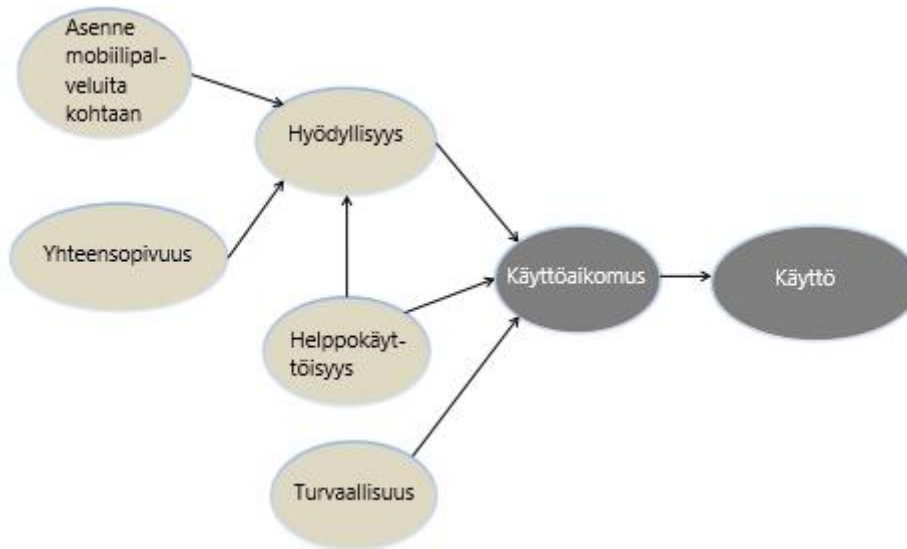 Asenne
mobiilipal-
veluita
kohtaan
Hyödyllisyys
Yhteensopivuus
Käyttöaikomus
Käyttö
Helppokäyt-
töisyys
Turvaallisuus